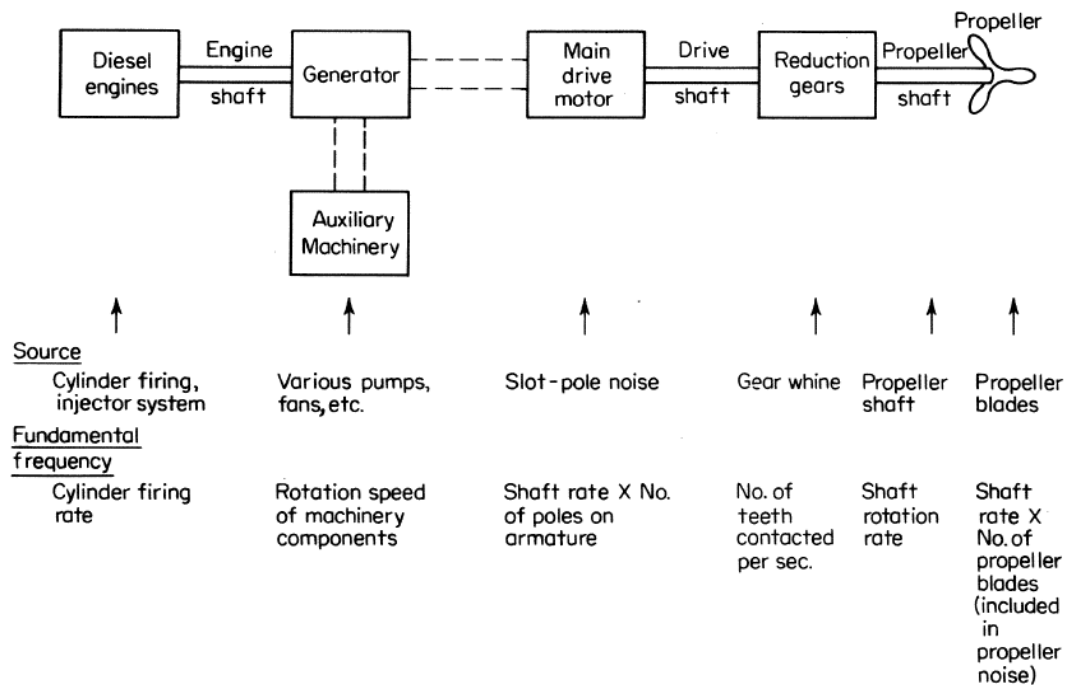 Propeller
Diesel
engines
Engine
shaft
Generator
Main
drive
motor
Drive
shaft
Reduction
gears
Propeller
shaft
Auxiliary
Machinery
Source
Cylinder firing,
injector system
Various pumps,
fans, etc.
Slot-pole noise
Gear whine
Propeller
shaft
Propeller
blades
Fundamental
frequency
Cylinder firing
rate
Rotation speed
of machinery
components
Shaft rate X No.
of poles on
armature
No. of
teeth
contacted
per sec.
Shaft
rotation
rate
Shaft
rate X
No. of
propeller
blades
(included
in
propeller
noise)